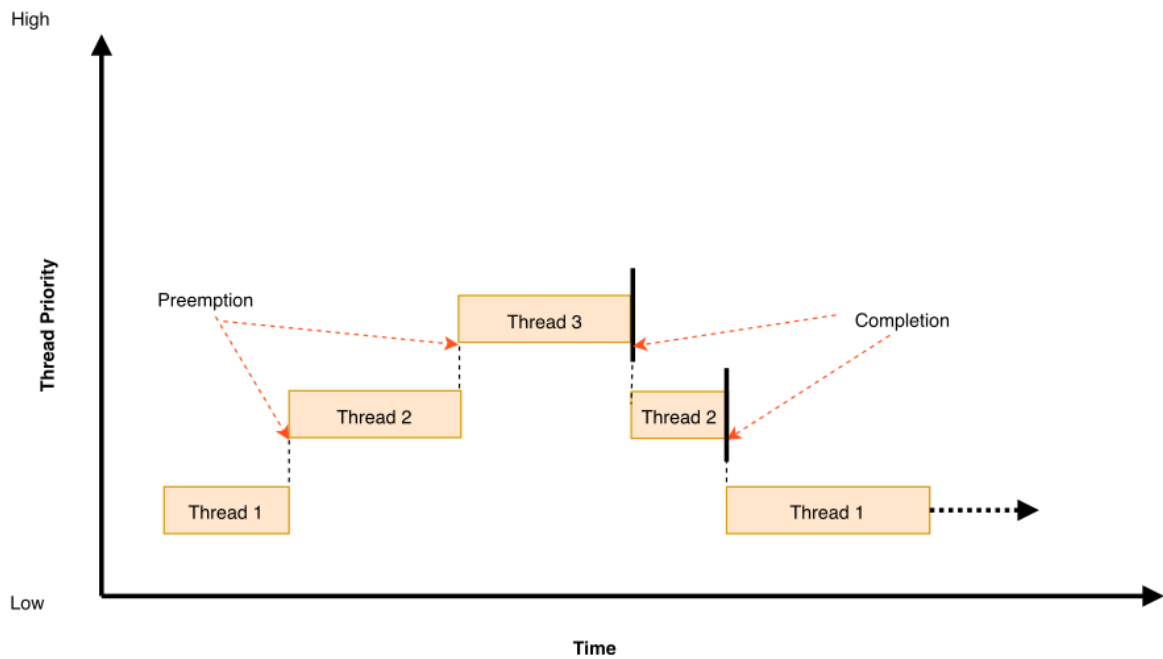 High
Thread Priority
Preemption
Thread 3
Completion
Thread 2
Thread 2
Thread 1
Thread 1
Low
Time